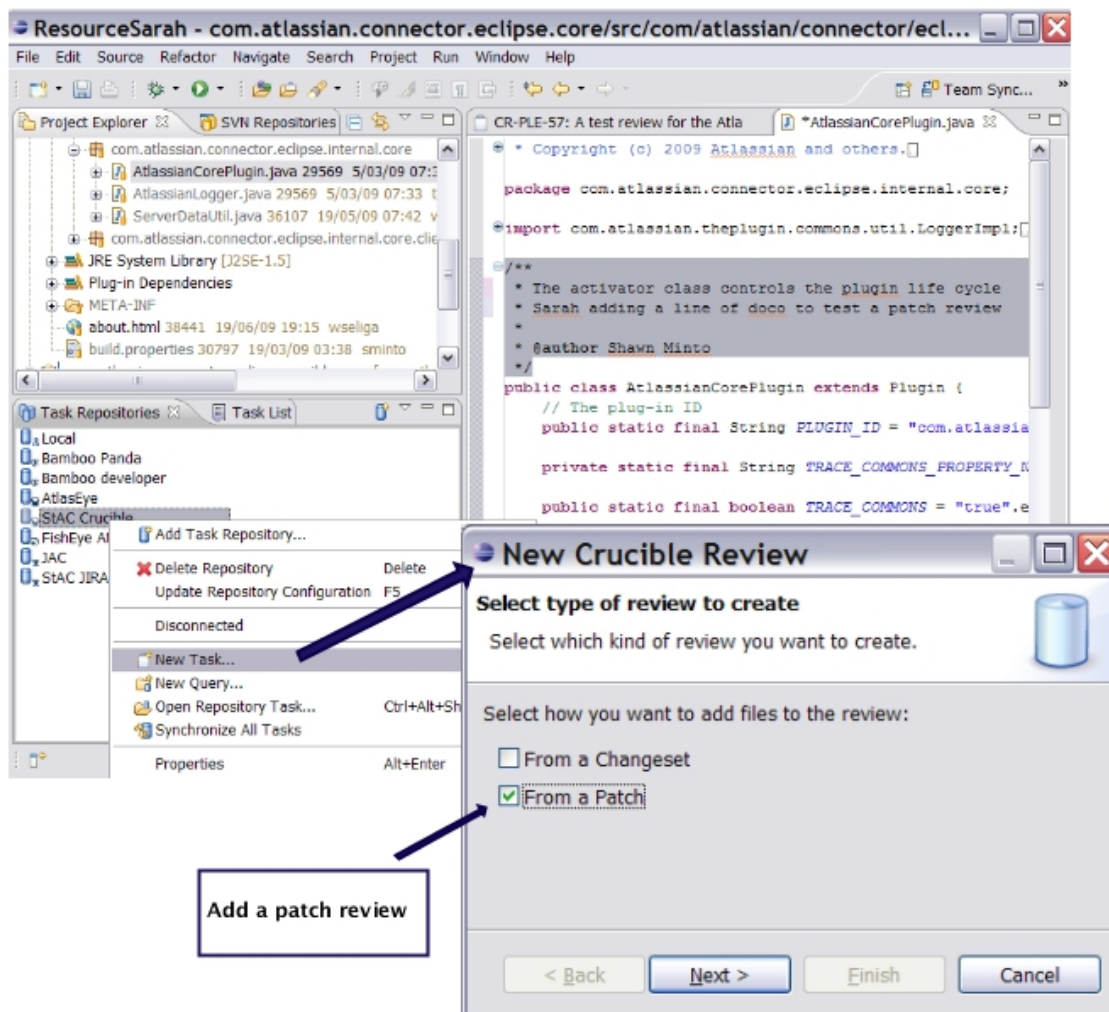 ResourceSarah - com.atlassian.connector.eclipse.core/src/com/atlassian/connector/ecl...
File Edit Source Refactor Navigate Search Project Run Window Help
Team Sync...
Project Explorer SVN Repositories
com.atlassian.connector.eclipse.internal.core
AtlassianCorePlugin.java 29569 5/03/09 07:3
AtlassianLogger.java 29569 5/03/09 07:33 t
ServerDataUtil.java 36107 19/05/09 07:42 w
com.atlassian.connector.eclipse.internal.core.clie
JRE System Library [J2SE-1.5]
Plug-in Dependencies
META-INF
about.html 38441 19/06/09 19:15 wseliga
build.properties 30797 19/03/09 03:38 sminto
CR-PLE-57: A test review for the Atla *AtlassianCorePlugin.java
* Copyright (c) 2009 Atlassian and others.
package com.atlassian.connector.eclipse.internal.core;
import com.atlassian.theplugin.commons.util.LoggerImpl;
/**
* The activator class controls the plugin life cycle
* Sarah adding a line of doco to test a patch review
*
* @author Shawn Minto
*/
public class AtlassianCorePlugin extends Plugin {
// The plug-in ID
public static final String PLUGIN_ID = "com.atlassia
private static final String TRACE_COMMONS_PROPERTY_N
public static final boolean TRACE_COMMONS = "true".e
Task Repositories Task List
Local
Bamboo Panda
Bamboo developer
AtlasEye
StAC Crucible
FishEye
JAC
StAC JIRA
Add Task Repository...
Delete Repository Delete
Update Repository Configuration F5
Disconnected
New Task...
New Query...
Open Repository Task... Ctrl+Alt+Sh
Synchronize All Tasks
Properties Alt+Enter
New Crucible Review
Select type of review to create
Select which kind of review you want to create.
Select how you want to add files to the review:
From a Changeset
From a Patch
Add a patch review
< Back Next > Finish Cancel